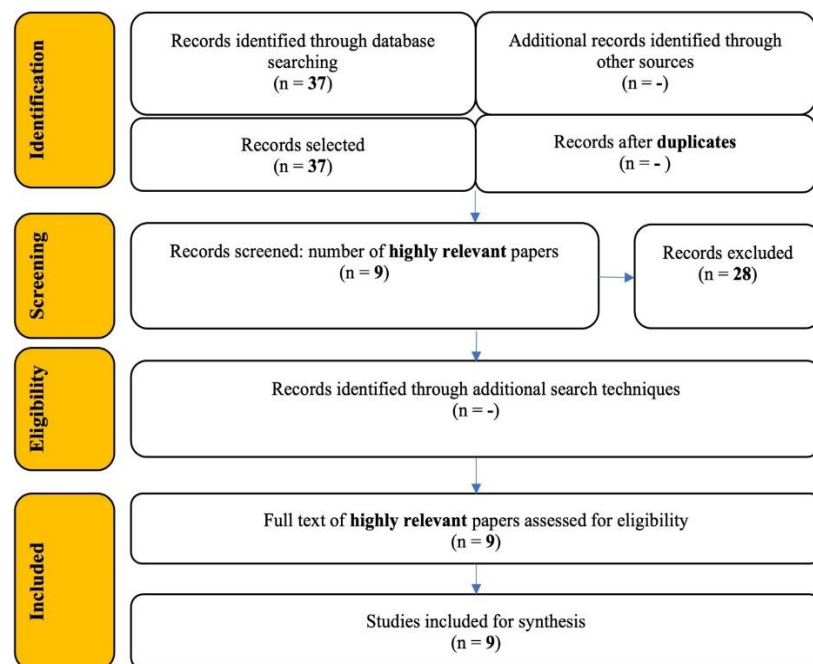 Identification
Records identified through database
searching
(n = 37)
Additional records identified through
other sources
(n = -)
Records selected
(n = 37)
Records after duplicates
(n = - )
Screening
Records screened: number of highly relevant papers
(n = 9)
Records excluded
(n = 28)
Eligibility
Records identified through additional search techniques
(n = -)
Included
Full text of highly relevant papers assessed for eligibility
(n = 9)
Studies included for synthesis
(n = 9)